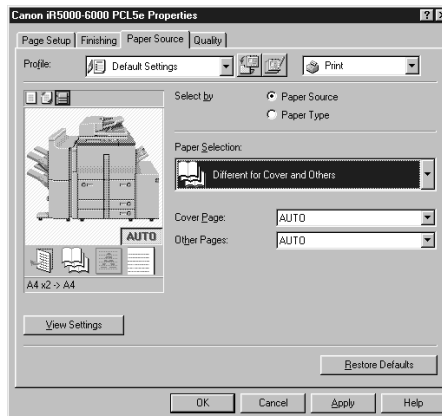 Canon iR5000-6000 PCL5e Properties
Page Setup Finishing Paper Source Quality
Profile: Default Settings Print
Select by Paper Source
Paper Type
Paper Selection:
Different for Cover and Others
Cover Page: AUTO
Other Pages: AUTO
AUTO
A4 x2 -> A4
View Settings
Restore Defaults
OK Cancel Apply Help